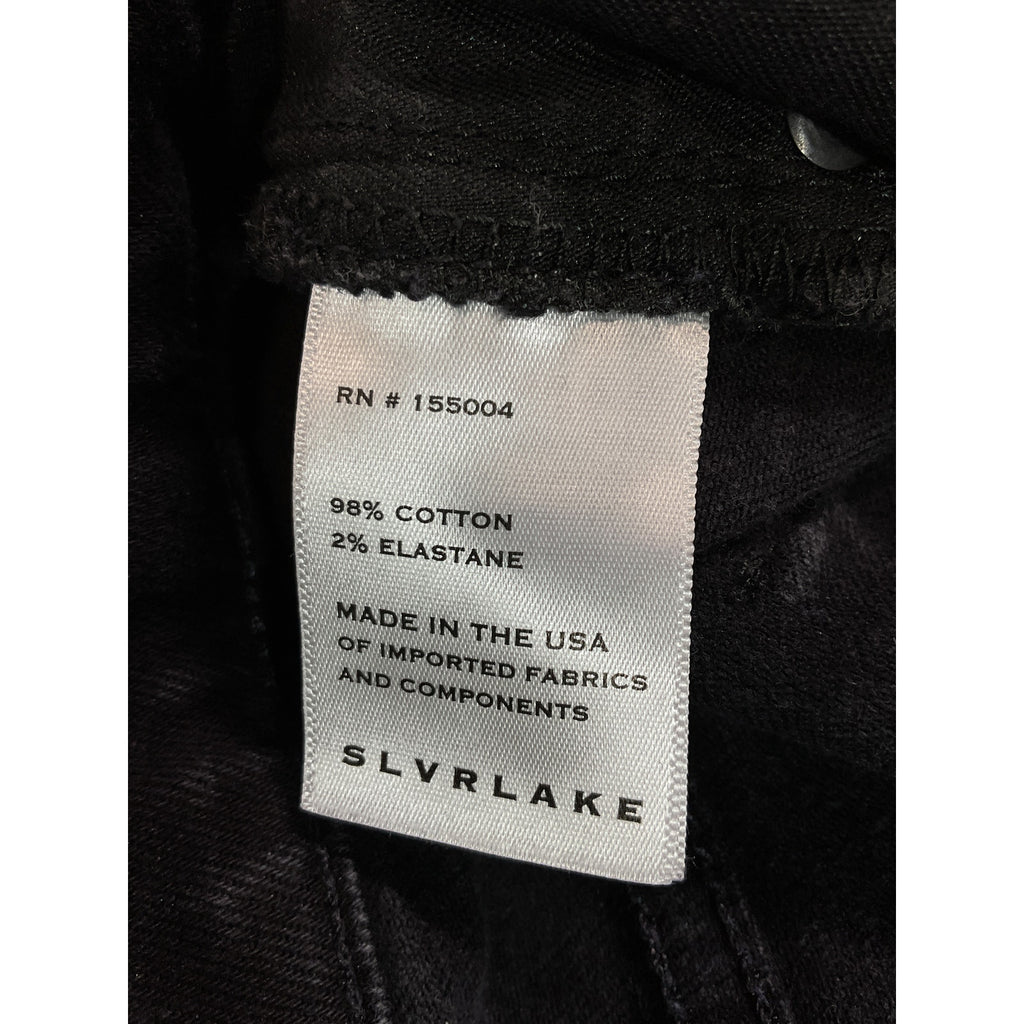 RN # 155004
98% COTTON
2% ELASTANE
MADE IN THE USA
OF IMPORTED FABRICS
AND COMPONENTS
SLVRLAKE